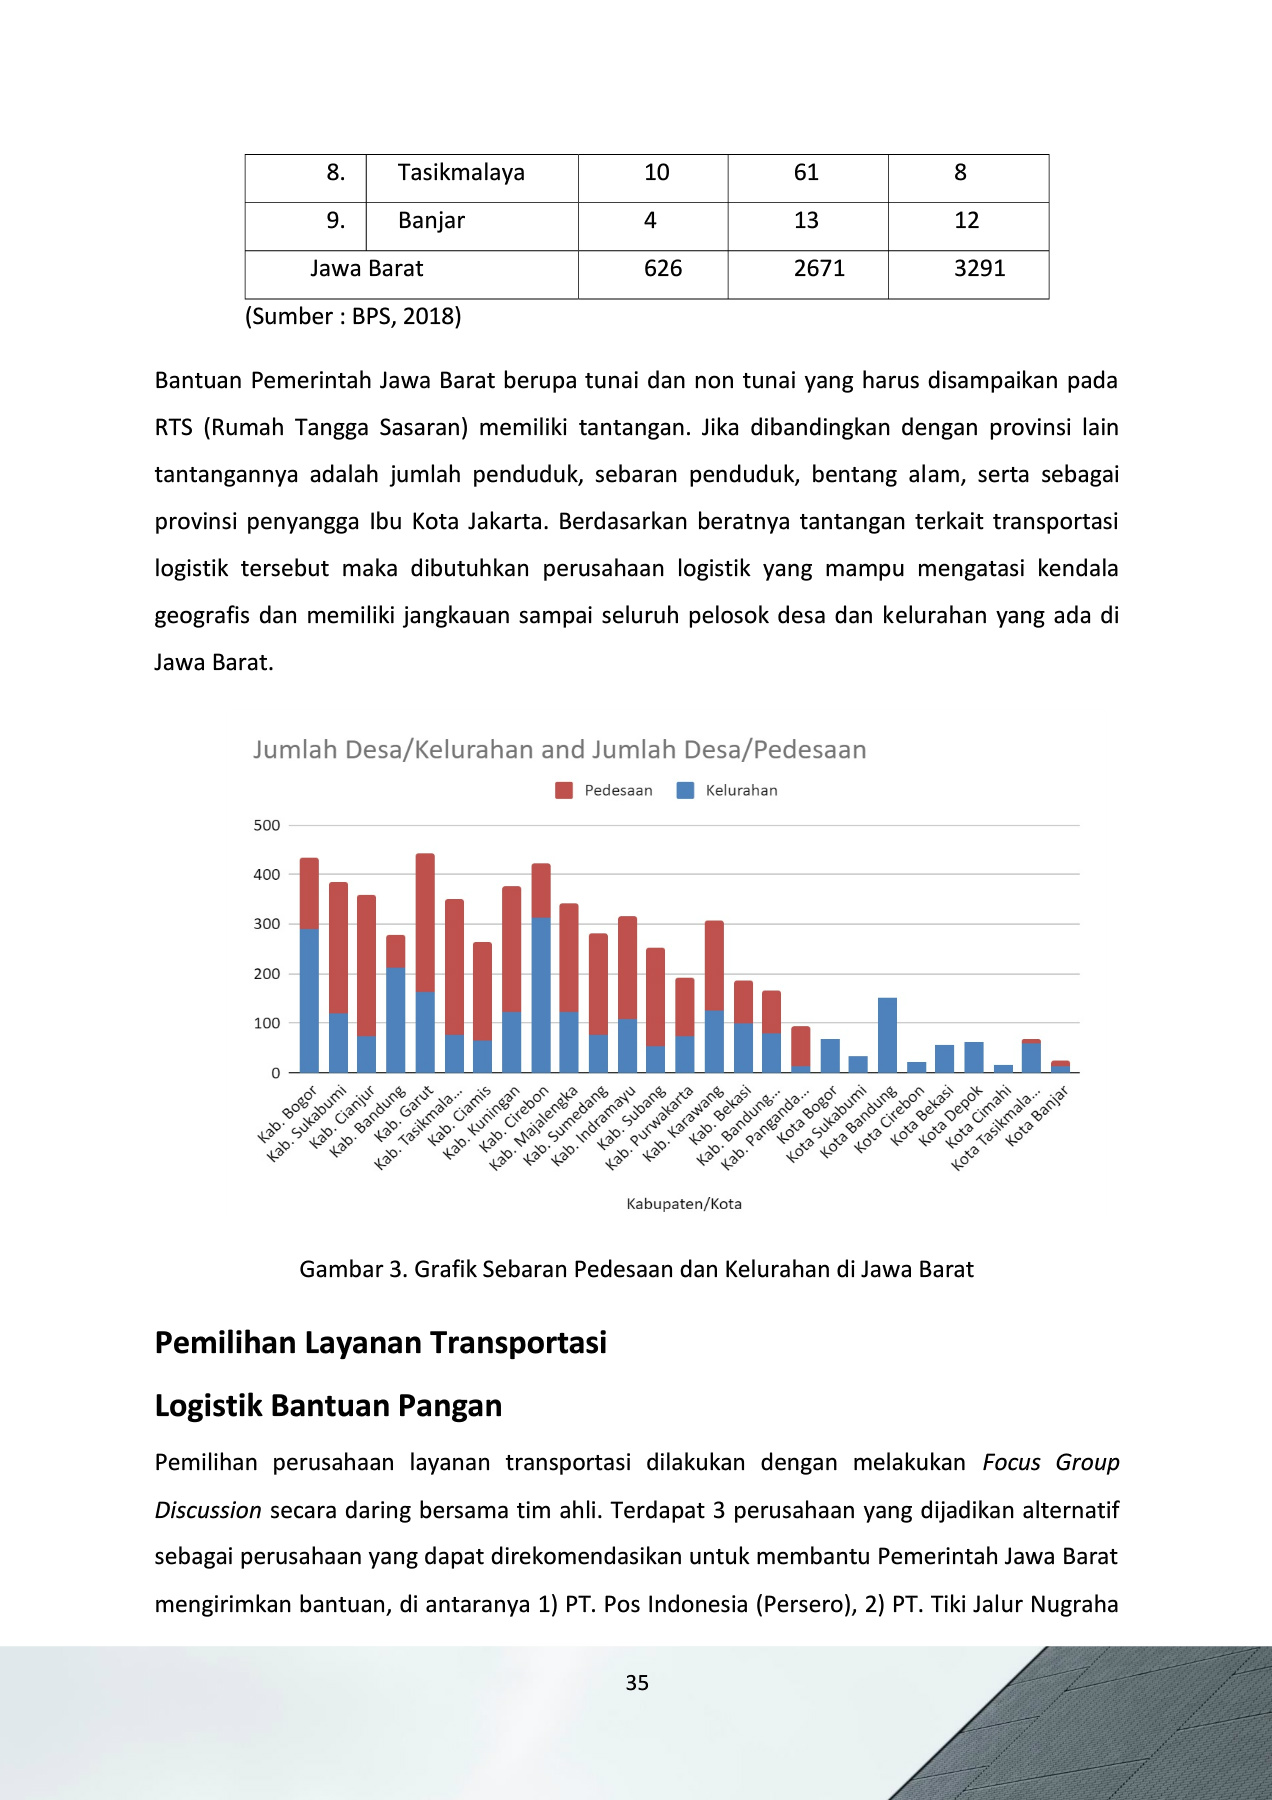 8. Tasikmalaya 10 61 8
9. Banjar 4 13 12
Jawa Barat 626 2671 3291
(Sumber : BPS, 2018)
Bantuan Pemerintah Jawa Barat berupa tunai dan non tunai yang harus disampaikan pada
RTS (Rumah Tangga Sasaran) memiliki tantangan. Jika dibandingkan dengan provinsi lain
tantangannya adalah jumlah penduduk, sebaran penduduk, bentang alam, serta sebagai
provinsi penyangga Ibu Kota Jakarta. Berdasarkan beratnya tantangan terkait transportasi
logistik tersebut maka dibutuhkan perusahaan logistik yang mampu mengatasi kendala
geografis dan memiliki jangkauan sampai seluruh pelosok desa dan kelurahan yang ada di
Jawa Barat.
Jumlah Desa/Kelurahan and Jumlah Desa/Pedesaan
Pedesaan Kelurahan
500
400
300
200
100
0
Kab. Bogor
Kab. Sukabumi
Kab. Cianjur
Kab. Bandung
Kab. Garut
Kab. Tasikmala...
Kab. Ciamis
Kab. Kuningan
Kab. Cirebon
Kab. Majalengka
Kab. Sumedang
Kab. Indramayu
Kab. Subang
Kab. Purwakarta
Kab. Karawang
Kab. Bekasi
Kab. Bandung...
Kab. Panganda...
Kota Bogor
Kota Sukabumi
Kota Bandung
Kota Cirebon
Kota Bekasi
Kota Depok
Kota Cimahi
Kota Tasikmala...
Kota Banjar
Kabupaten/Kota
Gambar 3. Grafik Sebaran Pedesaan dan Kelurahan di Jawa Barat
Pemilihan Layanan Transportasi
Logistik Bantuan Pangan
Pemilihan perusahaan layanan transportasi dilakukan dengan melakukan Focus Group
Discussion secara daring bersama tim ahli. Terdapat 3 perusahaan yang dijadikan alternatif
sebagai perusahaan yang dapat direkomendasikan untuk membantu Pemerintah Jawa Barat
mengirimkan bantuan, di antaranya 1) PT. Pos Indonesia (Persero), 2) PT. Tiki Jalur Nugraha
35